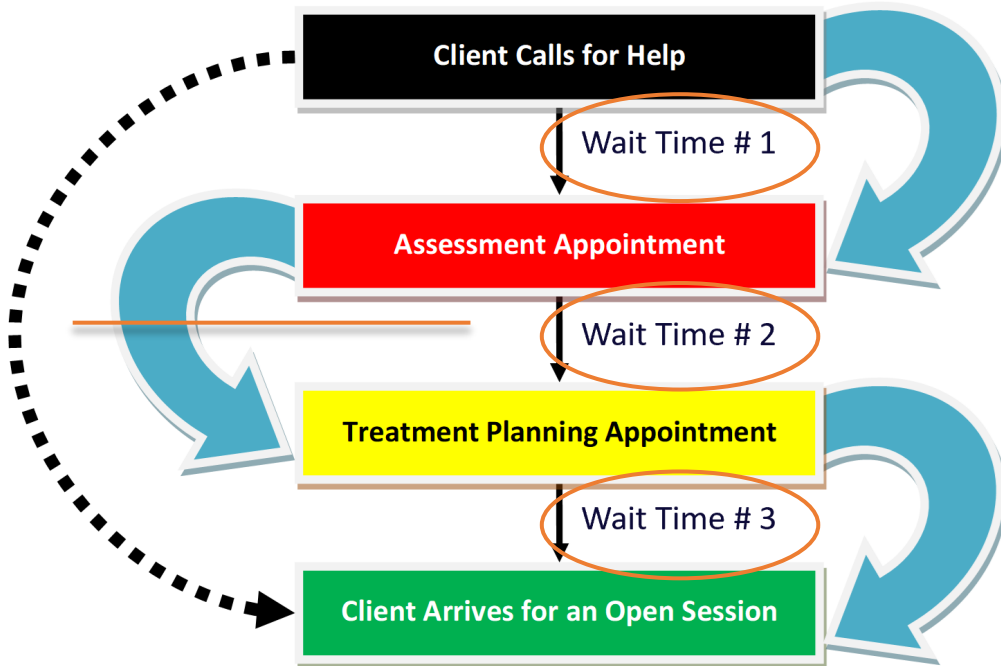 Client Calls for Help
Wait Time # 1
Assessment Appointment
Wait Time # 2
Treatment Planning Appointment
Wait Time # 3
Client Arrives for an Open Session